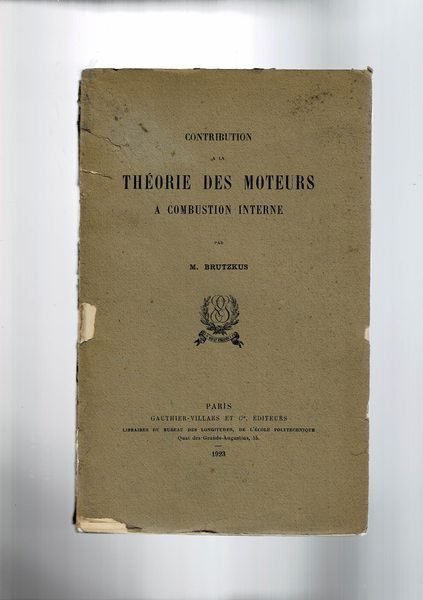 CONTRIBUTION
A LA
THÉORIE DES MOTEURS
A COMBUSTION INTERNE
PAR
M. BRUTZKUS
PARIS
GAUTHIER-VILLARS ET Cie, ÉDITEURS
LIBRAIRES DU BUREAU DES LONGITUDES, DE L'ÉCOLE POLYTECHNIQUE
Quai des Grands-Augustins, 55.
1923